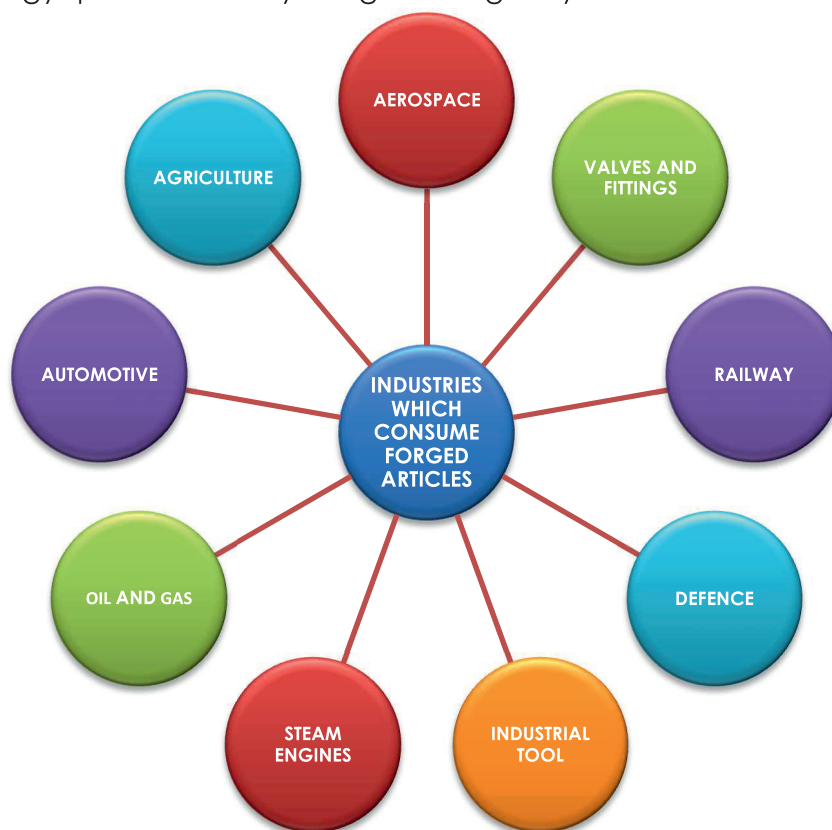 AEROSPACE
VALVES AND
FITTINGS
RAILWAY
DEFENCE
INDUSTRIAL
TOOL
STEAM
ENGINES
OIL AND GAS
AUTOMOTIVE
AGRICULTURE
INDUSTRIES
WHICH
CONSUME
FORGED
ARTICLES